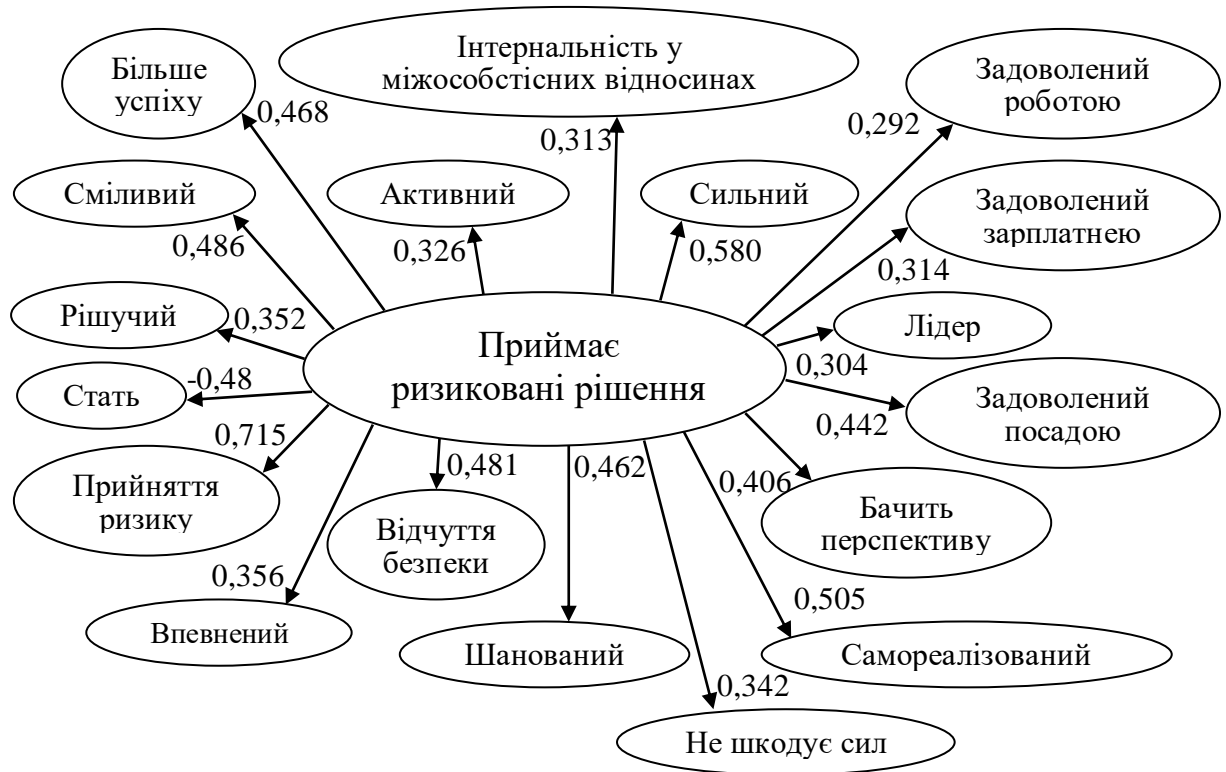 Більше
успіху
0,468
Інтернальність у
міжособстісних відносинах
0,313
Задоволений
роботою
0,292
Сміливий
0,486
Активний
0,326
Сильний
0,580
Задоволений
зарплатнею
0,314
Рішучий
0,352
Приймає
ризиковані рішення
Лідер
0,304
Стать
-0,48
Задоволений
посадою
0,442
Прийняття
ризику
0,715
Відчуття
безпеки
0,481
0,462
0,406
Бачить
перспективу
0,356
Впевнений
Шанований
0,505
Самореалізований
0,342
Не шкодує сил